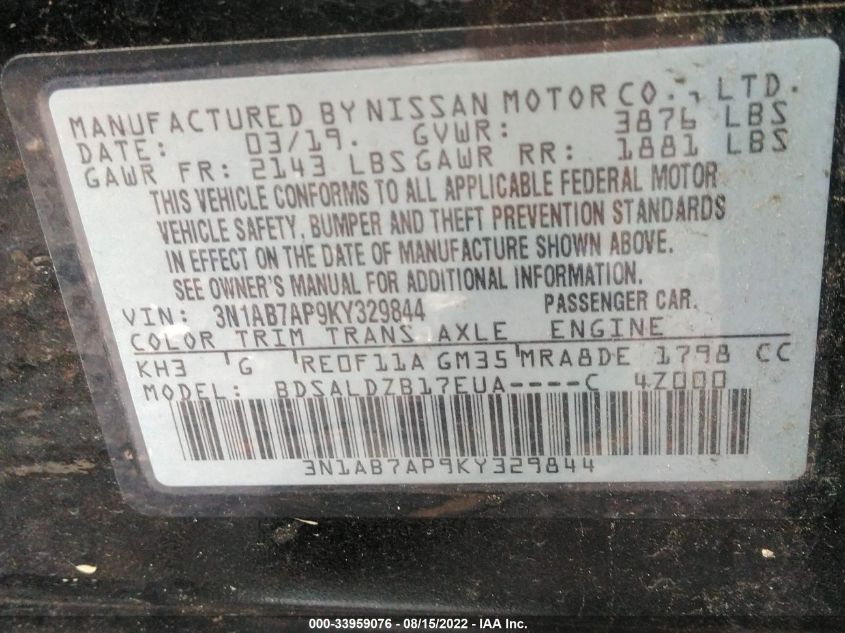 MANUFACTURED BY NISSAN MOTOR CO., LTD.
DATE: 03/19. GVWR: 3876 LBS
GAWR FR: 2143 LBS GAWR RR: 1881 LBS
THIS VEHICLE CONFORMS TO ALL APPLICABLE FEDERAL MOTOR
VEHICLE SAFETY, BUMPER AND THEFT PREVENTION STANDARDS
IN EFFECT ON THE DATE OF MANUFACTURE SHOWN ABOVE.
SEE OWNER'S MANUAL FOR ADDITIONAL INFORMATION.
VIN: 3N1AB7AP9KY329844 PASSENGER CAR.
COLOR TRIM TRANS AXLE ENGINE
KH3 G RE0F11A GM35 MRA8DE 1798 CC
MODEL: BDSALDZB17EUA----C 4Z000
3N1AB7AP9KY329844
000-33959076 - 08/15/2022 - IAA Inc.